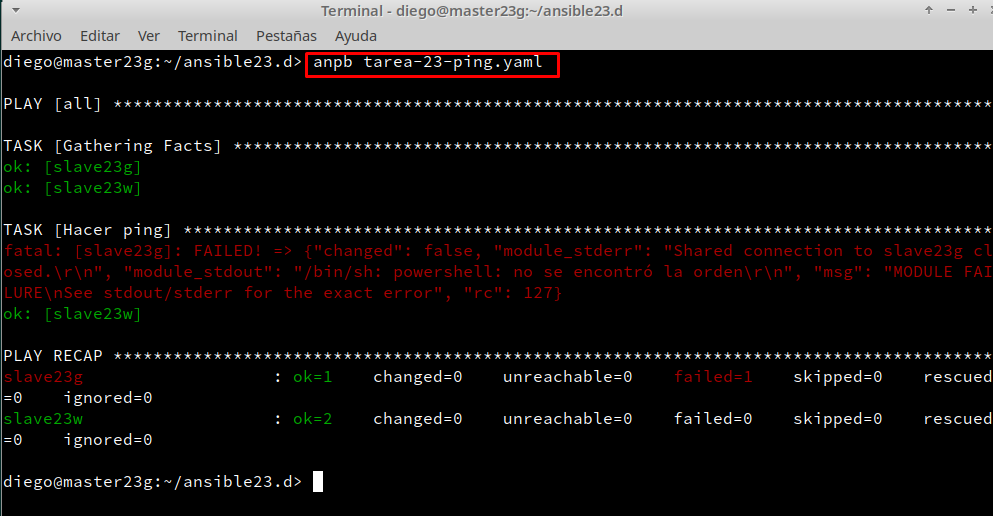 Terminal - diego@master23g:~/ansible23.d
Archivo Editar Ver Terminal Pestañas Ayuda
diego@master23g:~/ansible23.d> anpb tarea-23-ping.yaml
PLAY [all] ****************************************************************************************
TASK [Gathering Facts] ****************************************************************************
ok: [slave23g]
ok: [slave23w]
TASK [Hacer ping] *********************************************************************************
fatal: [slave23g]: FAILED! => {"changed": false, "module_stderr": "Shared connection to slave23g cl
osed.\r\n", "module_stdout": "/bin/sh: powershell: no se encontró la orden\r\n", "msg": "MODULE FAI
LURE\nSee stdout/stderr for the exact error", "rc": 127}
ok: [slave23w]
PLAY RECAP ****************************************************************************************
slave23g                   : ok=1    changed=0    unreachable=0    failed=1    skipped=0    rescued
=0    ignored=0
slave23w                   : ok=2    changed=0    unreachable=0    failed=0    skipped=0    rescued
=0    ignored=0
diego@master23g:~/ansible23.d>